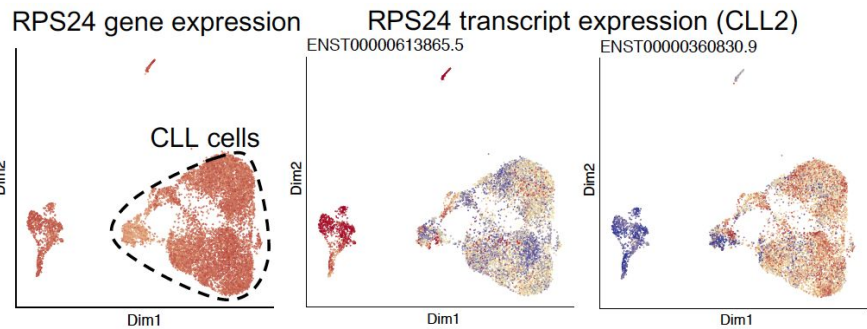 RPS24 gene expression
RPS24 transcript expression (CLL2)
ENST00000613865.5
ENST00000360830.9
CLL cells
Dim2
Dim2
Dim2
Dim1
Dim1
Dim1